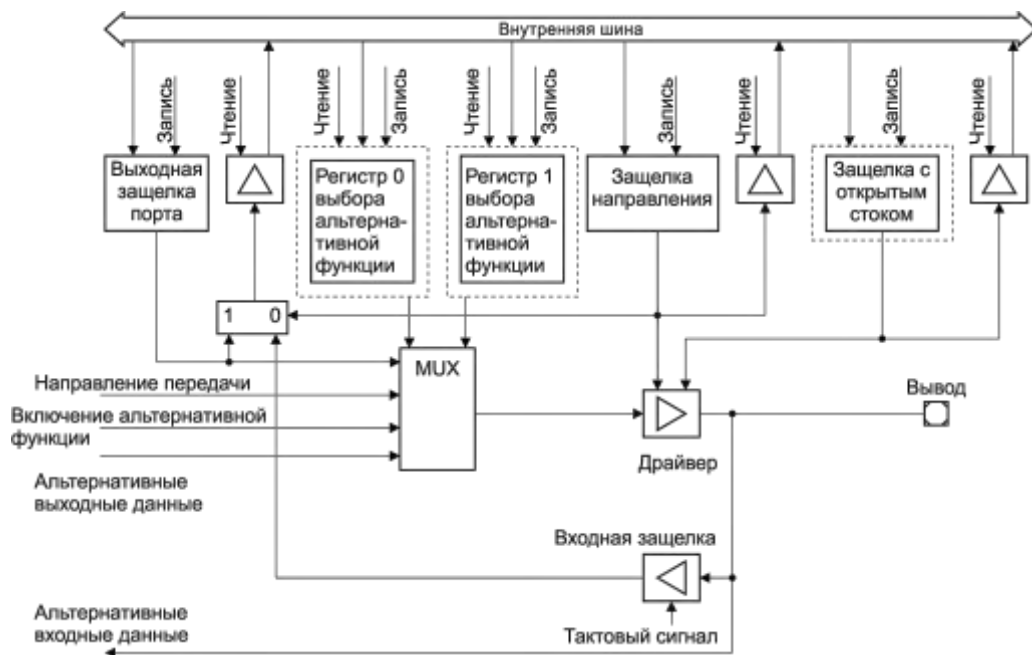 Внутренняя шина
Запись
Чтение
Чтение
Запись
Чтение
Запись
Запись
Чтение
Запись
Чтение
Выходная
защелка
порта
Регистр 0
выбора
альтерна-
тивной
функции
Регистр 1
выбора
альтерна-
тивной
функции
Защелка
направления
Защелка с
открытым
стоком
1 0
MUX
Направление передачи
Включение альтернативной
функции
Вывод
Драйвер
Альтернативные
выходные данные
Входная защелка
Альтернативные
входные данные
Тактовый сигнал